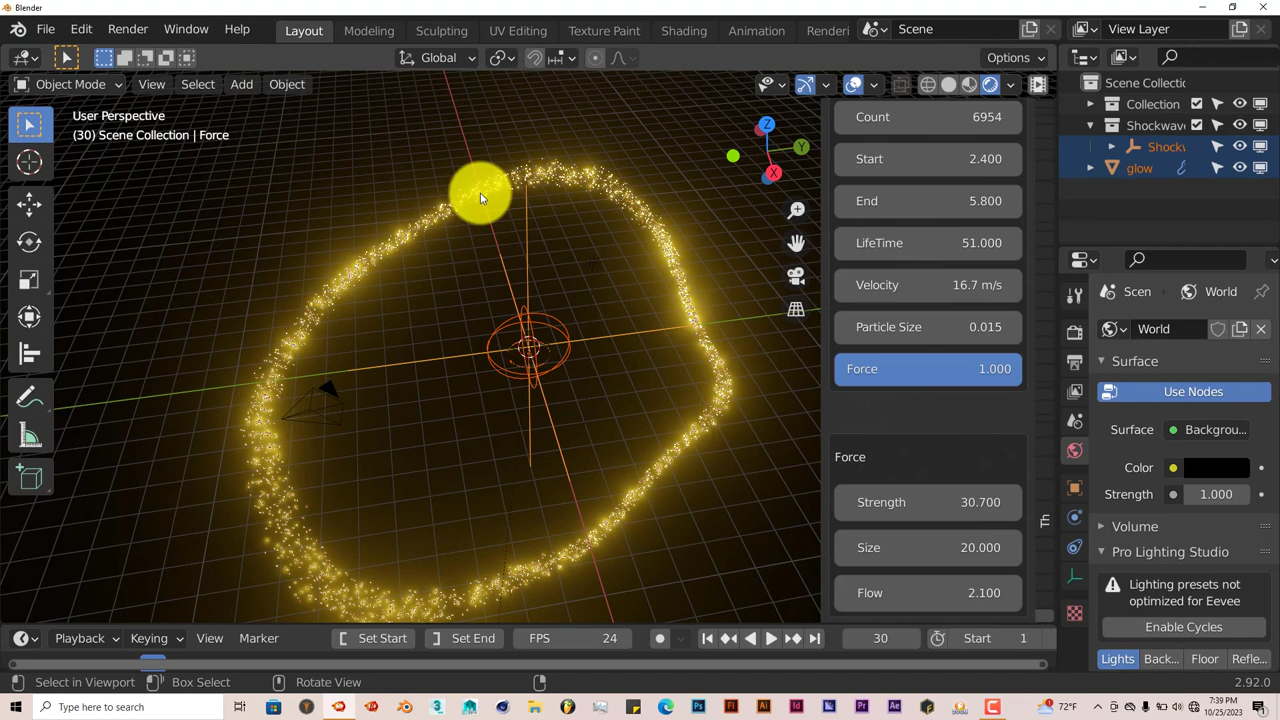 Blender
File Edit Render Window Help Layout Modeling Sculpting UV Editing Texture Paint Shading Animation Renderi Scene View Layer
Global Options
Object Mode View Select Add Object
User Perspective
(30) Scene Collection | Force
Z
Y
X
Count 6954
Start 2.400
End 5.800
LifeTime 51.000
Velocity 16.7 m/s
Particle Size 0.015
Force 1.000
Force
Strength 30.700
Size 20.000
Flow 2.100
Th
Scene Collectic
Collection
Shockwav
Shockv
glow
Scen World
World
Surface
Use Nodes
Surface Backgrou...
Color
Strength 1.000
Volume
Pro Lighting Studio
Lighting presets not
optimized for Eevee
Enable Cycles
Lights Back... Floor Refle...
Playback Keying View Marker Set Start Set End FPS 24 30 Start 1
Select in Viewport Box Select Rotate View 2.92.0
Type here to search
72°F
7:39 PM
10/25/2023